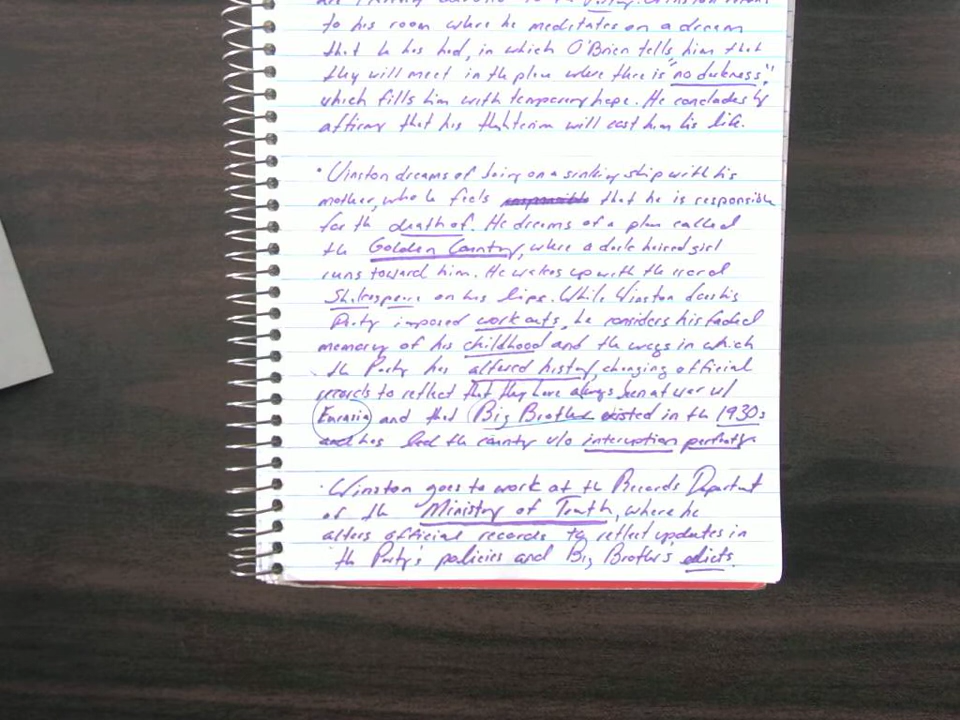 to his room where he meditates on a dream
that he has had, in which O'Brien tells him that
they will meet in the place where there is "no darkness",
which fills him with temporary hope. He concludes by
affirming that his thoughtcrime will cost him his life.
• Winston dreams of being on a sinking ship with his
mother, who he feels that he is responsible
for the death of. He dreams of a place called
the Golden Country, where a dark haired girl
runs toward him. He wakes up with the word
Shakespeare on his lips. While Winston does his
Party imposed workouts, he considers his faded
memory of his childhood and the ways in which
the Party has altered history, changing official
records to reflect that they have always been at war w/
Eurasia and that Big Brother existed in the 1930s
and has led the country w/o interruption
• Winston goes to work at the Records Department
of the Ministry of Truth, where he
alters official records to reflect updates in
the Party's policies and Big Brother's edicts.